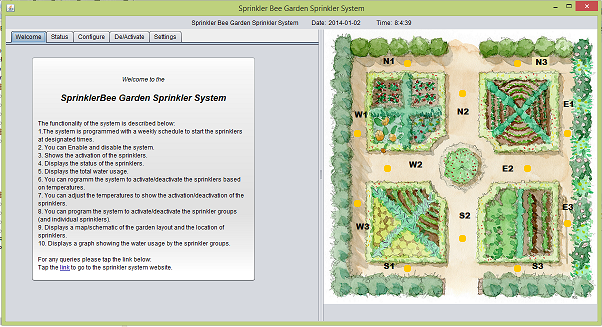 Sprinkler Bee Garden Sprinkler System
Sprinkler Bee Garden Sprinkler System Date: 2014-01-02 Time: 8:4:39
Welcome Status Configure De/Activate Settings
Welcome to the
SprinklerBee Garden Sprinkler System
The functionality of the system is described below:
1.The system is programmed with a weekly schedule to start the sprinklers
at designated times.
2. You can Enable and disable the system.
3. Shows the activation of the sprinklers.
4. Displays the status of the sprinklers.
5. Displays the total water usage.
6. You can rogramm the system to activate/deactivate the sprinklers based
on temperatures.
7. You can adjust the temperatures to show the activation/deactivation of the
sprinklers.
8. You can program the system to activate/deactivate the sprinkler groups
(and individual sprinklers).
9. Displays a map/schematic of the garden layout and the location of
sprinklers.
10. Displays a graph showing the water usage by the sprinkler groups.
For any queries please tap the link below:
Tap the link to go to the sprinkler system website.
N1 N3
E1
N2
W1
W2 E2
E3
S2
W3
S1 S3